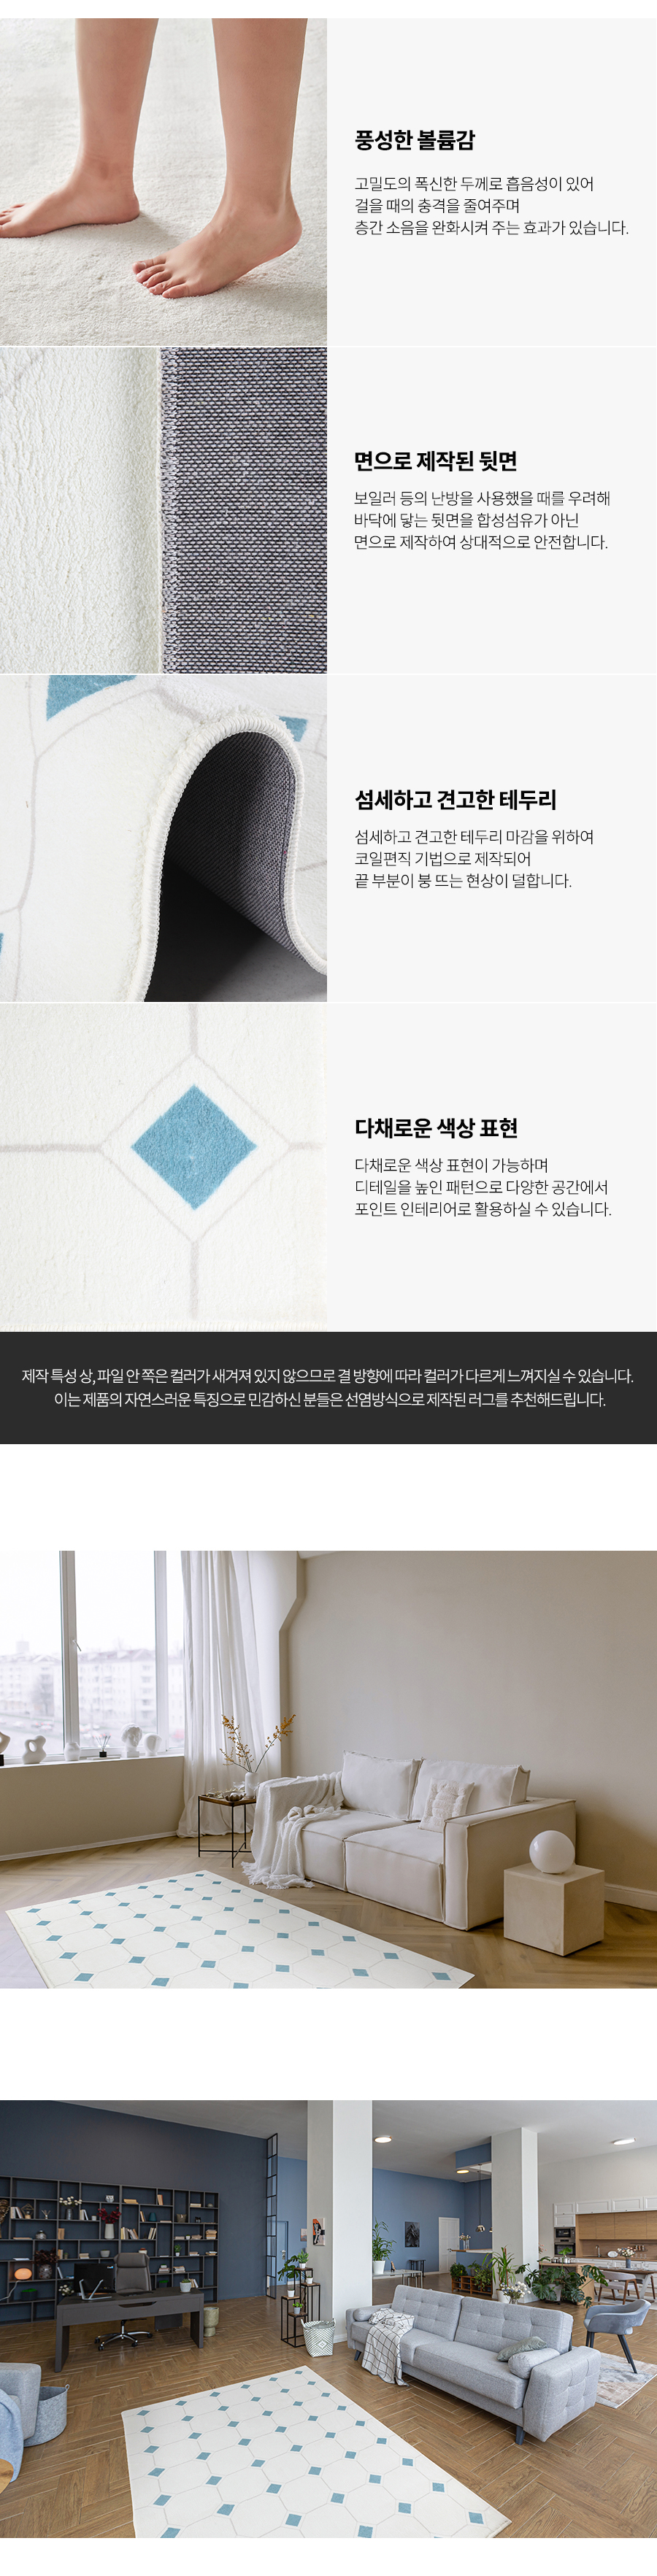 풍성한 볼륨감
고밀도의 폭신한 두께로 흡음성이 있어
걸을 때의 충격을 줄여주며
층간 소음을 완화시켜 주는 효과가 있습니다.
면으로 제작된 뒷면
보일러 등의 난방을 사용했을 때를 우려해
바닥에 닿는 뒷면을 합성섬유가 아닌
면으로 제작하여 상대적으로 안전합니다.
섬세하고 견고한 테두리
섬세하고 견고한 테두리 마감을 위하여
코일편직 기법으로 제작되어
끝 부분이 붕 뜨는 현상이 덜합니다.
다채로운 색상 표현
다채로운 색상 표현이 가능하며
디테일을 높인 패턴으로 다양한 공간에서
포인트 인테리어로 활용하실 수 있습니다.
제작 특성 상, 파일 안 쪽은 컬러가 새겨져 있지 않으므로 결 방향에 따라 컬러가 다르게 느껴지실 수 있습니다.
이는 제품의 자연스러운 특징으로 민감하신 분들은 선염방식으로 제작된 러그를 추천해드립니다.